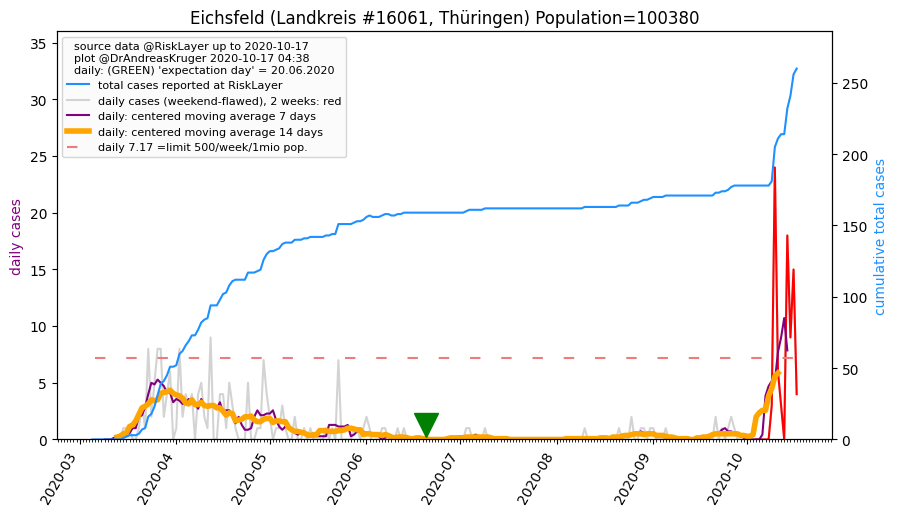 Eichsfeld (Landkreis #16061, Thüringen) Population=100380
source data @RiskLayer up to 2020-10-17
plot @DrAndreasKruger 2020-10-17 04:38
daily: (GREEN) 'expectation day' = 20.06.2020
total cases reported at RiskLayer
daily cases (weekend-flawed), 2 weeks: red
daily: centered moving average 7 days
daily: centered moving average 14 days
daily 7.17 =limit 500/week/1mio pop.
daily cases
35
30
25
20
15
10
5
0
cumulative total cases
250
200
150
100
50
0
2020-03
2020-04
2020-05
2020-06
2020-07
2020-08
2020-09
2020-10